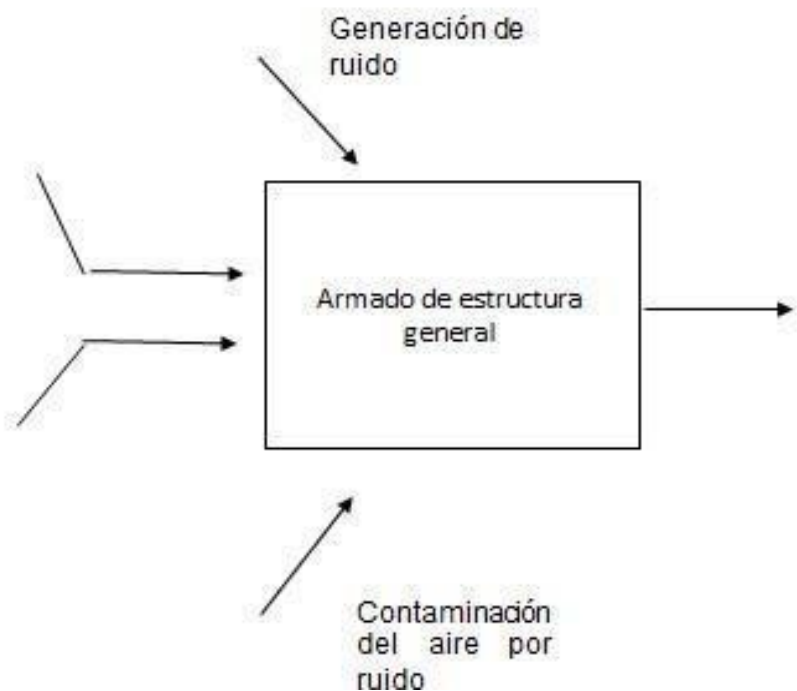 Generación de
ruido
Armado de estructura
general
Contaminación
del aire por
ruido